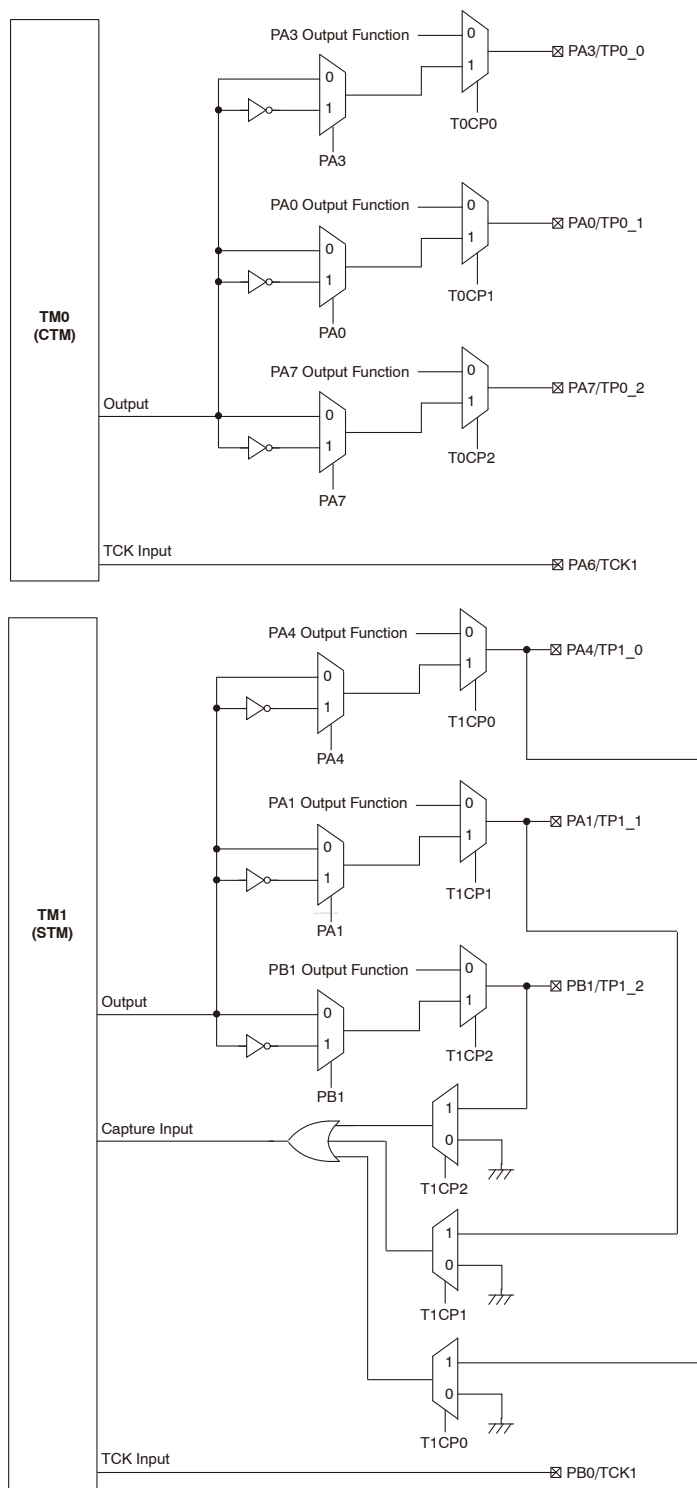 PA3 Output Function
0
1
PA3/TP0_0
T0CP0
0
1
PA3
PA0 Output Function
0
1
PA0/TP0_1
T0CP1
0
1
PA0
TM0
(CTM)
PA7 Output Function
0
1
PA7/TP0_2
T0CP2
Output
0
1
PA7
TCK Input
PA6/TCK1
PA4 Output Function
0
1
PA4/TP1_0
T1CP0
0
1
PA4
PA1 Output Function
0
1
PA1/TP1_1
T1CP1
0
1
PA1
TM1
(STM)
PB1 Output Function
0
1
PB1/TP1_2
T1CP2
Output
0
1
PB1
Capture Input
1
0
T1CP2
1
0
T1CP1
1
0
T1CP0
TCK Input
PB0/TCK1